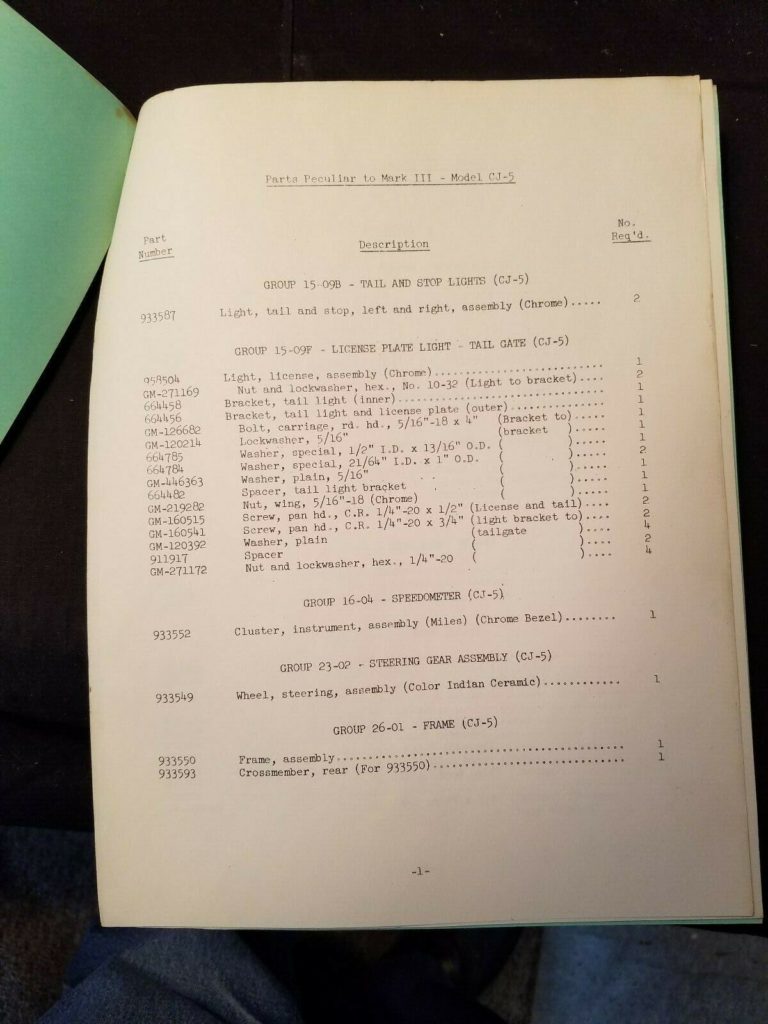 Parts Peculiar to Mark III - Model CJ-5
Part Number Description No. Req'd.
GROUP 15-09B - TAIL AND STOP LIGHTS (CJ-5)
933587 Light, tail and stop, left and right, assembly (Chrome)..... 2
GROUP 15-09F - LICENSE PLATE LIGHT - TAIL GATE (CJ-5)
958504 Light, license, assembly (Chrome)............................ 1
GM-271169 Nut and lockwasher, hex., No. 10-32 (Light to bracket).... 2
664458 Bracket, tail light (inner).................................. 1
664456 Bracket, tail light and license plate (outer)............... 1
GM-126682 Bolt, carriage, rd. hd., 5/16"-18 x 4" (Bracket to)..... 1
GM-120214 Lockwasher, 5/16" (bracket )..... 1
664785 Washer, special, 1/2" I.D. x 13/16" O.D. ( )..... 1
664784 Washer, special, 21/64" I.D. x 1" O.D. ( )..... 2
GM-446363 Washer, plain, 5/16" ( )..... 1
664482 Spacer, tail light bracket ( )..... 1
GM-219282 Nut, wing, 5/16"-18 (Chrome) ( )..... 1
GM-160515 Screw, pan hd., C.R. 1/4"-20 x 1/2" (License and tail).... 2
GM-160541 Screw, pan hd., C.R. 1/4"-20 x 3/4" (light bracket to).... 2
GM-120392 Washer, plain (tailgate ).... 4
911917 Spacer ( ).... 2
GM-271172 Nut and lockwasher, hex., 1/4"-20 ( ).... 4
GROUP 16-04 - SPEEDOMETER (CJ-5)
933552 Cluster, instrument, assembly (Miles) (Chrome Bezel)........ 1
GROUP 23-02 - STEERING GEAR ASSEMBLY (CJ-5)
933549 Wheel, steering, assembly (Color Indian Ceramic)............ 1
GROUP 26-01 - FRAME (CJ-5)
933550 Frame, assembly............................................. 1
933593 Crossmember, rear (For 933550).............................. 1
-1-